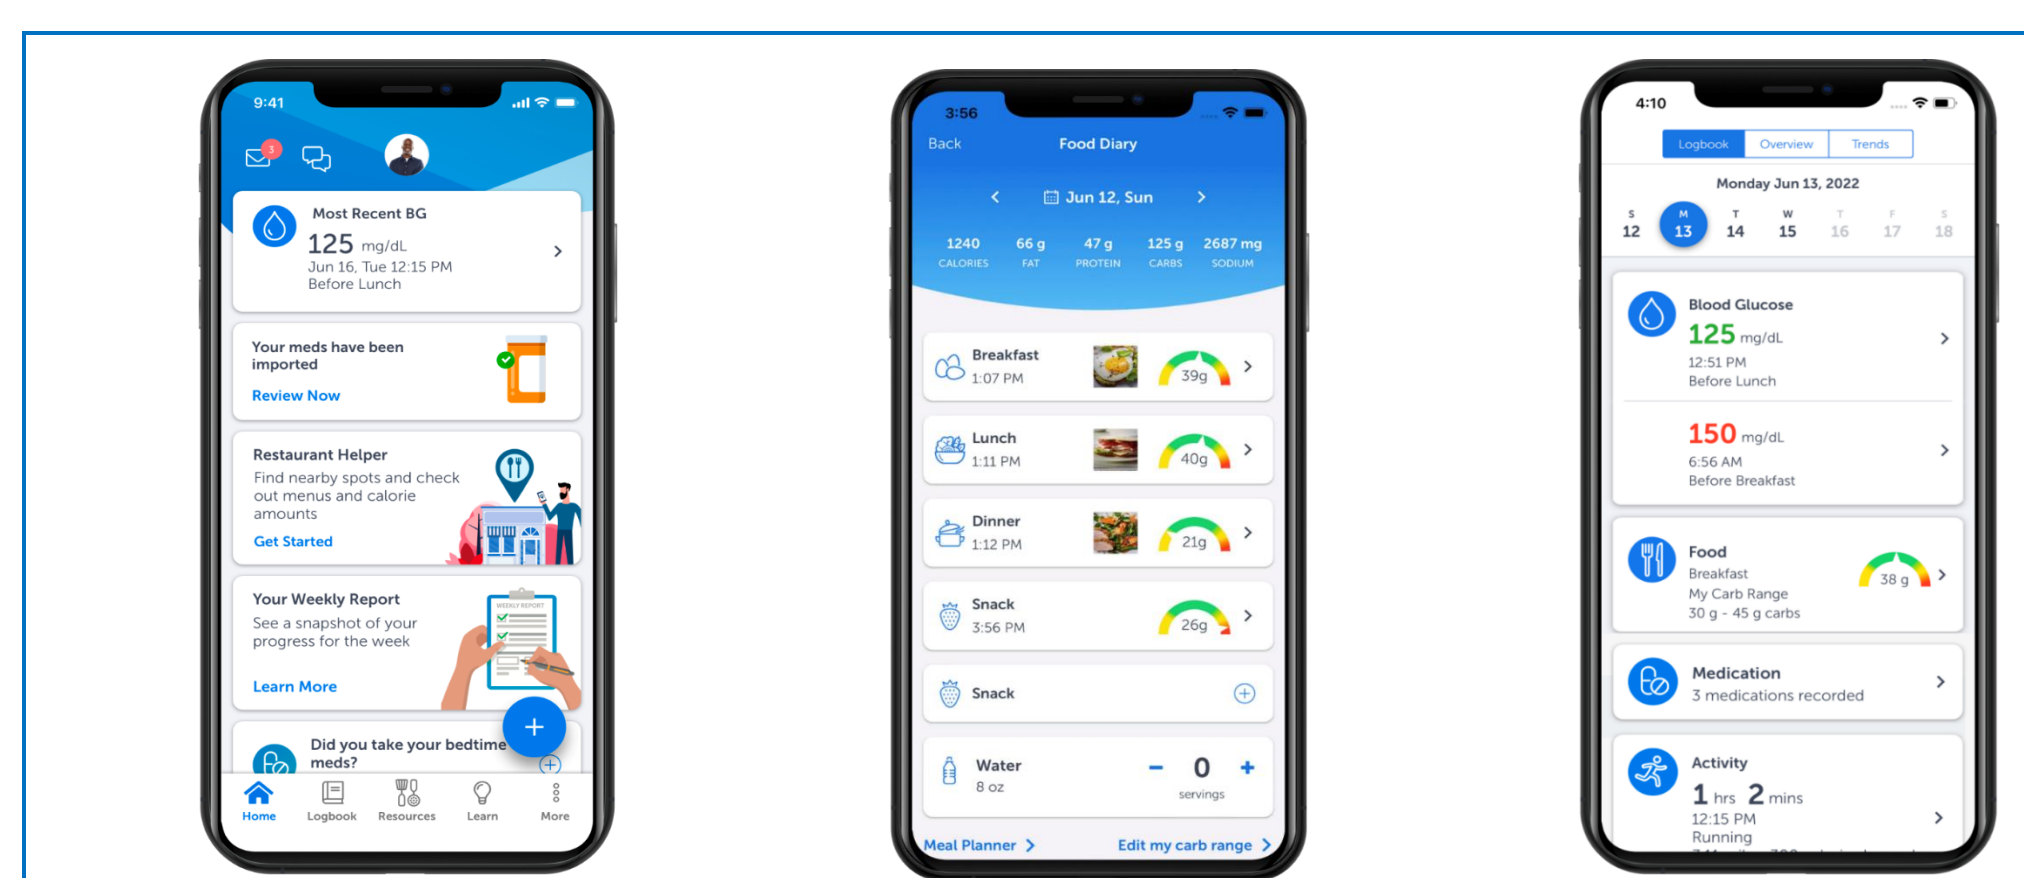 9:41
3
Most Recent BG
125 mg/dL
Jun 16, Tue 12:15 PM
Before Lunch
Your meds have been
imported
Review Now
Restaurant Helper
Find nearby spots and check
out menus and calorie
amounts
Get Started
Your Weekly Report
See a snapshot of your
progress for the week
Learn More
WEEKLY REPORT
Did you take your bedtime
meds?
Home Logbook Resources Learn More
3:56
Back Food Diary
Jun 12, Sun
1240 66 g 47 g 125 g 2687 mg
CALORIES FAT PROTEIN CARBS SODIUM
Breakfast
1:07 PM
39g
Lunch
1:11 PM
40g
Dinner
1:12 PM
21g
Snack
3:56 PM
26g
Snack
Water
8 oz
0
servings
Meal Planner Edit my carb range
4:10
Logbook Overview Trends
Monday Jun 13, 2022
S M T W T F S
12 13 14 15 16 17 18
Blood Glucose
125 mg/dL
12:51 PM
Before Lunch
150 mg/dL
6:56 AM
Before Breakfast
Food
Breakfast
My Carb Range
30 g - 45 g carbs
38 g
Medication
3 medications recorded
Activity
1 hrs 2 mins
12:15 PM
Running